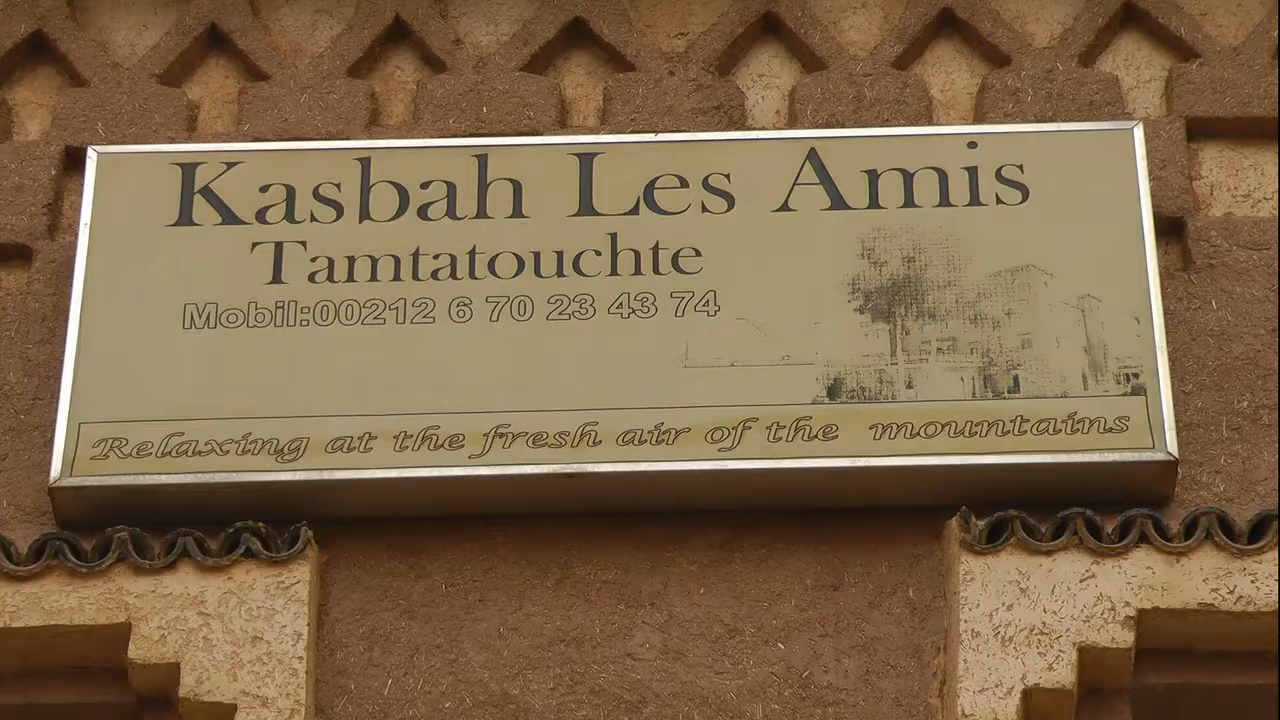 Kasbah Les Amis
Tamtatouchte
Mobil:00212 6 70 23 43 74
Relaxing at the fresh air of the mountains